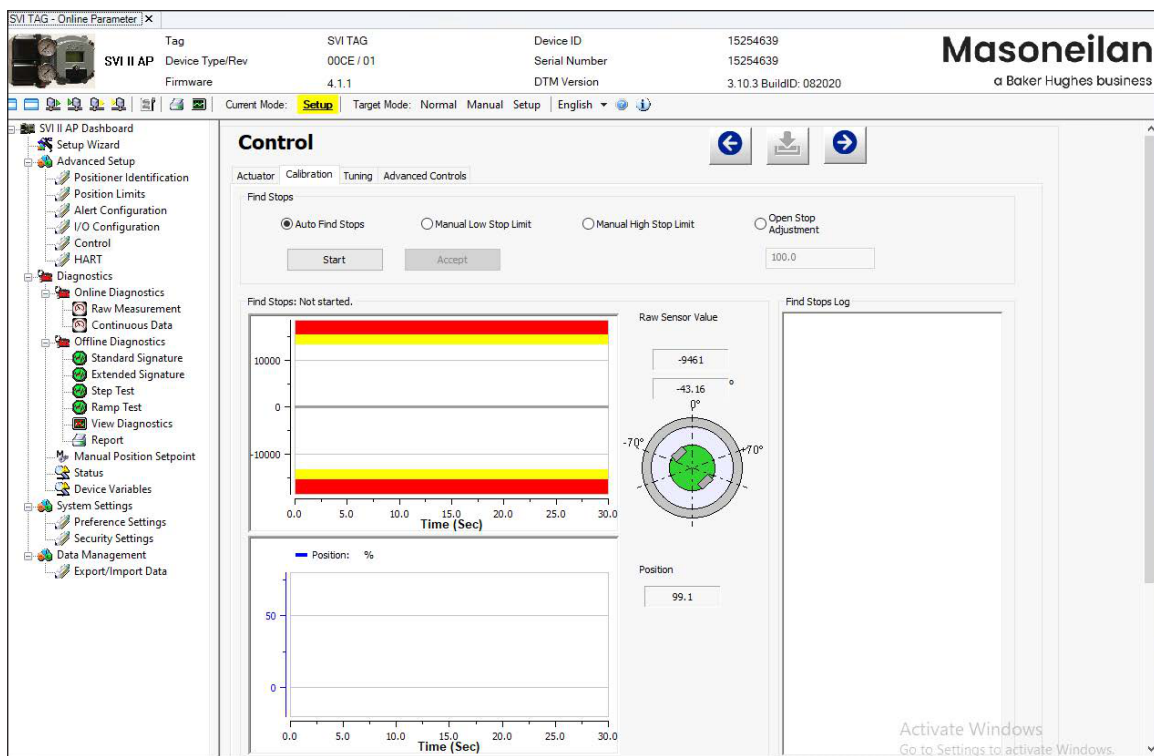 SVI TAG - Online Parameter
SVI II AP
Tag SVI TAG Device ID 15254639
Device Type/Rev 00CE / 01 Serial Number 15254639
Firmware 4.1.1 DTM Version 3.10.3 BuildID: 082020
Masoneilan
a Baker Hughes business
Current Mode: Setup Target Mode: Normal Manual Setup English
SVI II AP Dashboard
Setup Wizard
Advanced Setup
Positioner Identification
Position Limits
Alert Configuration
I/O Configuration
Control
HART
Diagnostics
Online Diagnostics
Raw Measurement
Continuous Data
Offline Diagnostics
Standard Signature
Extended Signature
Step Test
Ramp Test
View Diagnostics
Report
Manual Position Setpoint
Status
Device Variables
System Settings
Preference Settings
Security Settings
Data Management
Export/Import Data
Control
Actuator Calibration Tuning Advanced Controls
Find Stops
Auto Find Stops Manual Low Stop Limit Manual High Stop Limit Open Stop
Adjustment
Start Accept 100.0
Find Stops: Not started.
10000
0
-10000
0.0 5.0 10.0 15.0 20.0 25.0 30.0
Time (Sec)
Raw Sensor Value
-9461
-43.16 °
0°
-70° +70°
Find Stops Log
Position: %
50
0
0.0 5.0 10.0 15.0 20.0 25.0 30.0
Time (Sec)
Position
99.1
Activate Windows
Go to Settings to activate Windows.